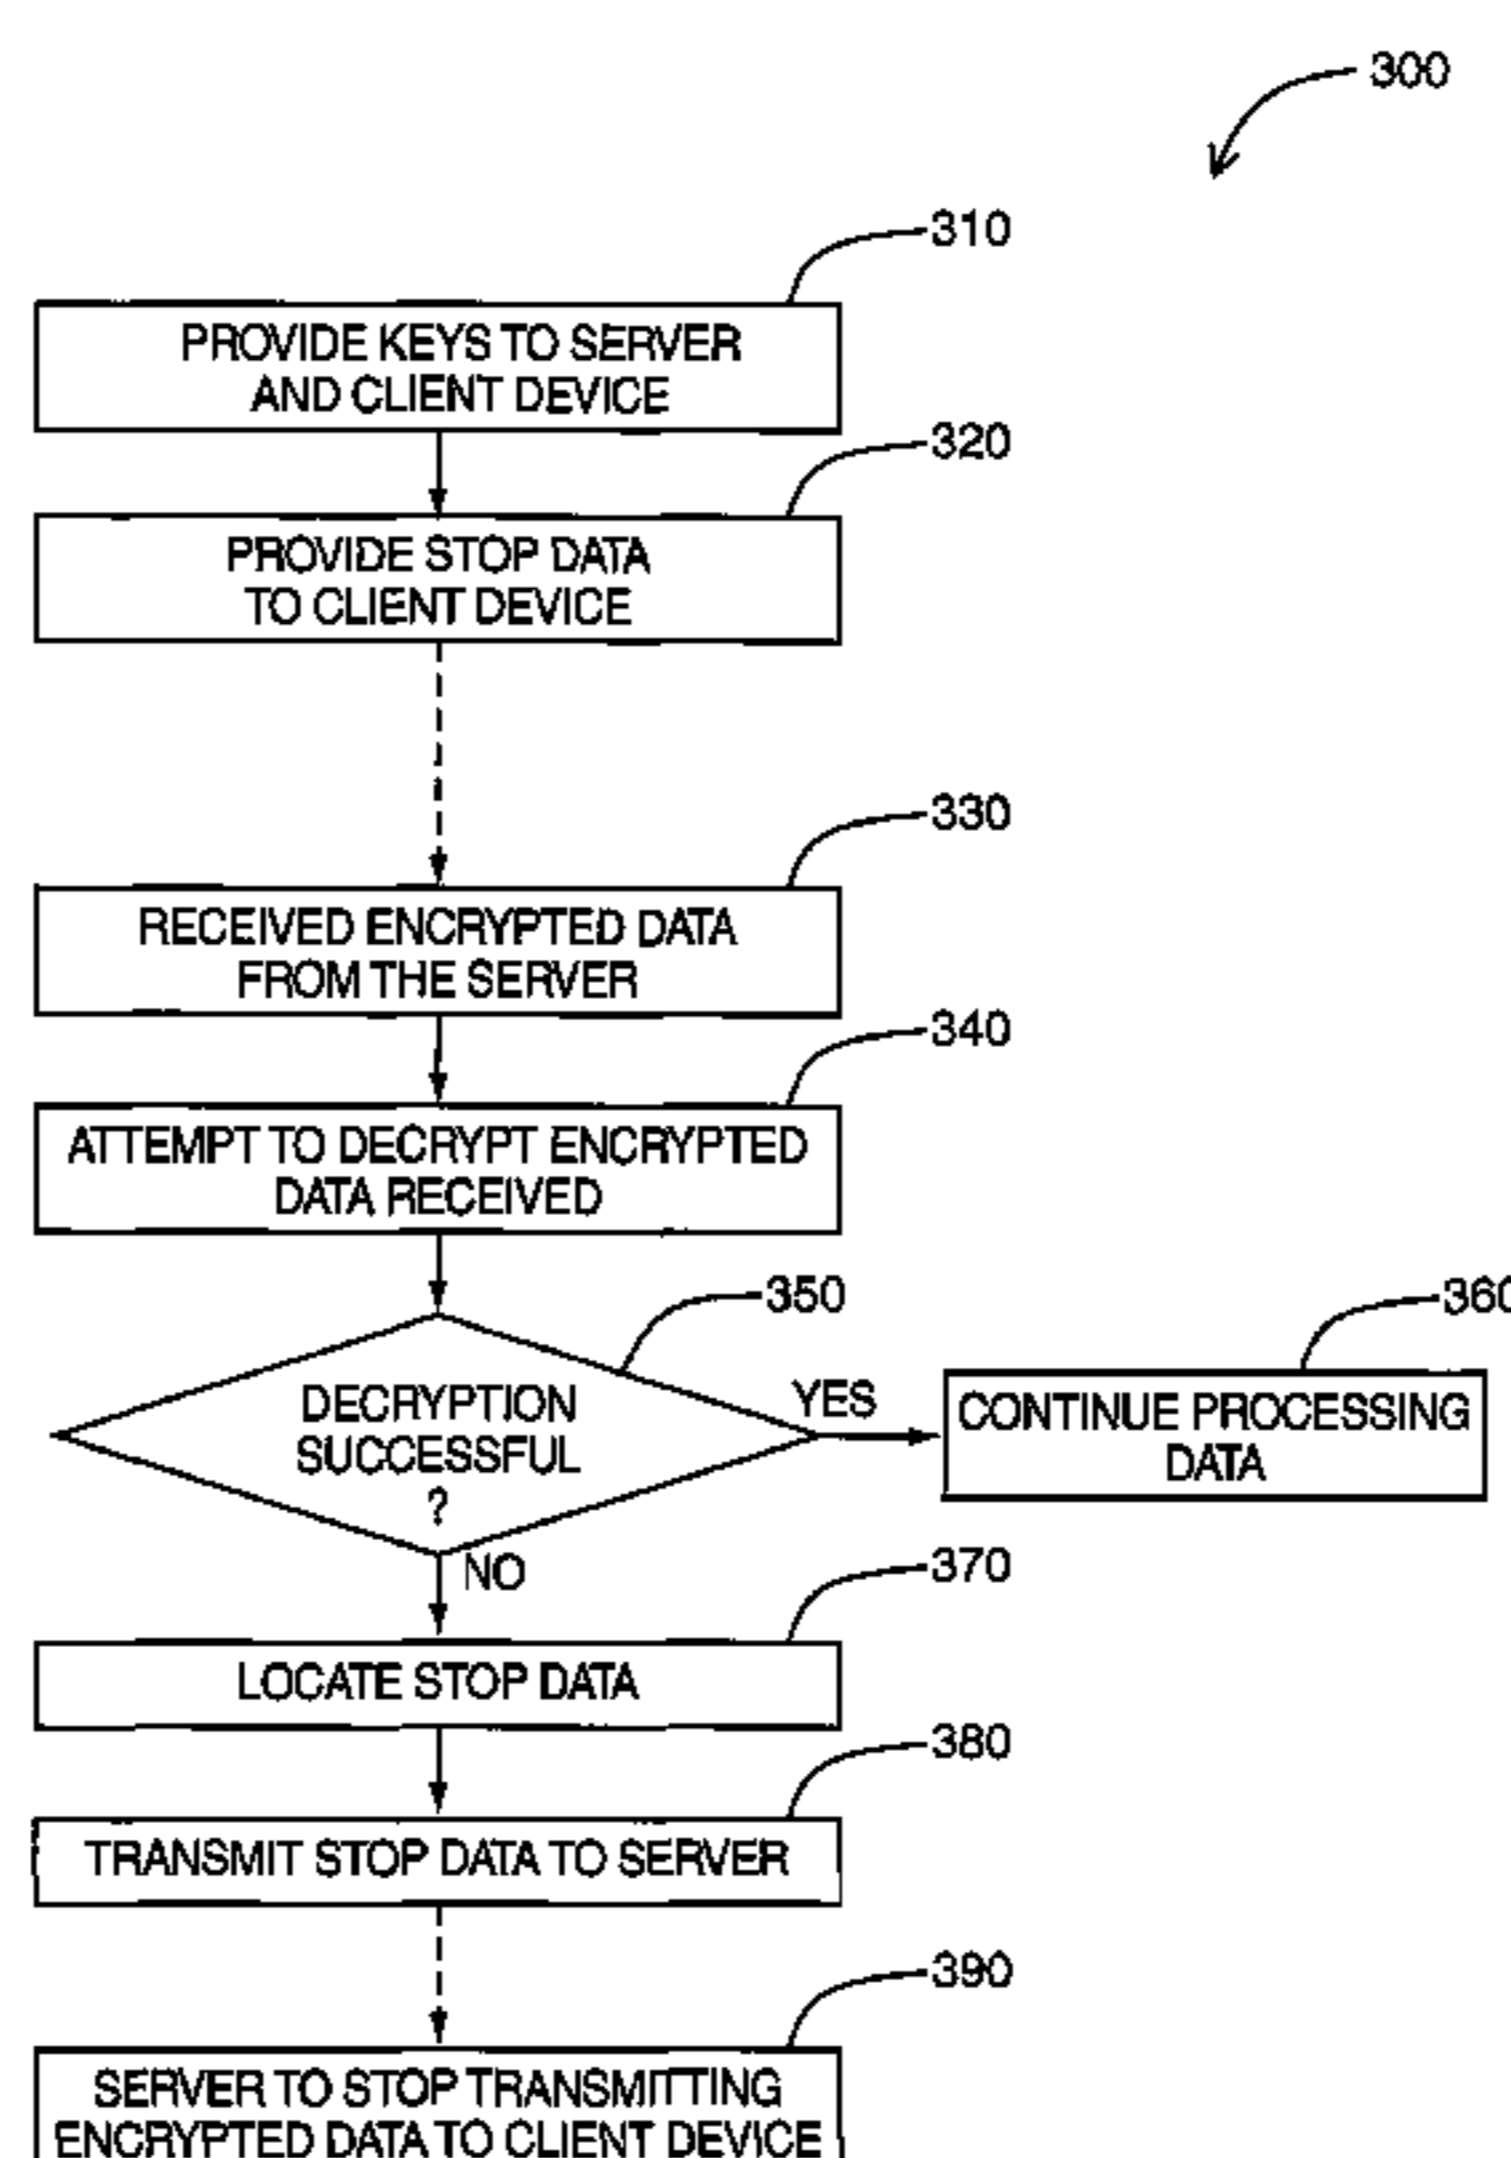 300
310
PROVIDE KEYS TO SERVER
AND CLIENT DEVICE
320
PROVIDE STOP DATA
TO CLIENT DEVICE
330
RECEIVED ENCRYPTED DATA
FROM THE SERVER
340
ATTEMPT TO DECRYPT ENCRYPTED
DATA RECEIVED
350
360
DECRYPTION
SUCCESSFUL
?
YES
CONTINUE PROCESSING
DATA
NO
370
LOCATE STOP DATA
380
TRANSMIT STOP DATA TO SERVER
390
SERVER TO STOP TRANSMITTING
ENCRYPTED DATA TO CLIENT DEVICE